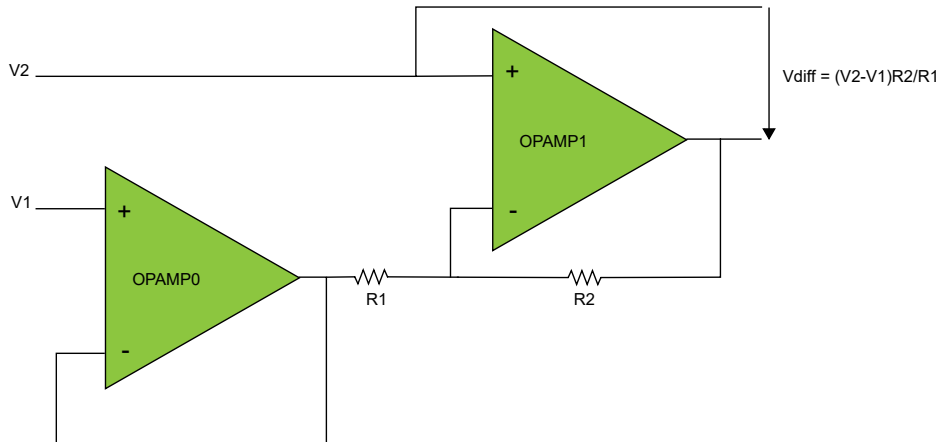 V2
+
OPAMP1
-
Vdiff = (V2-V1)R2/R1
V1
+
OPAMP0
-
R1
R2